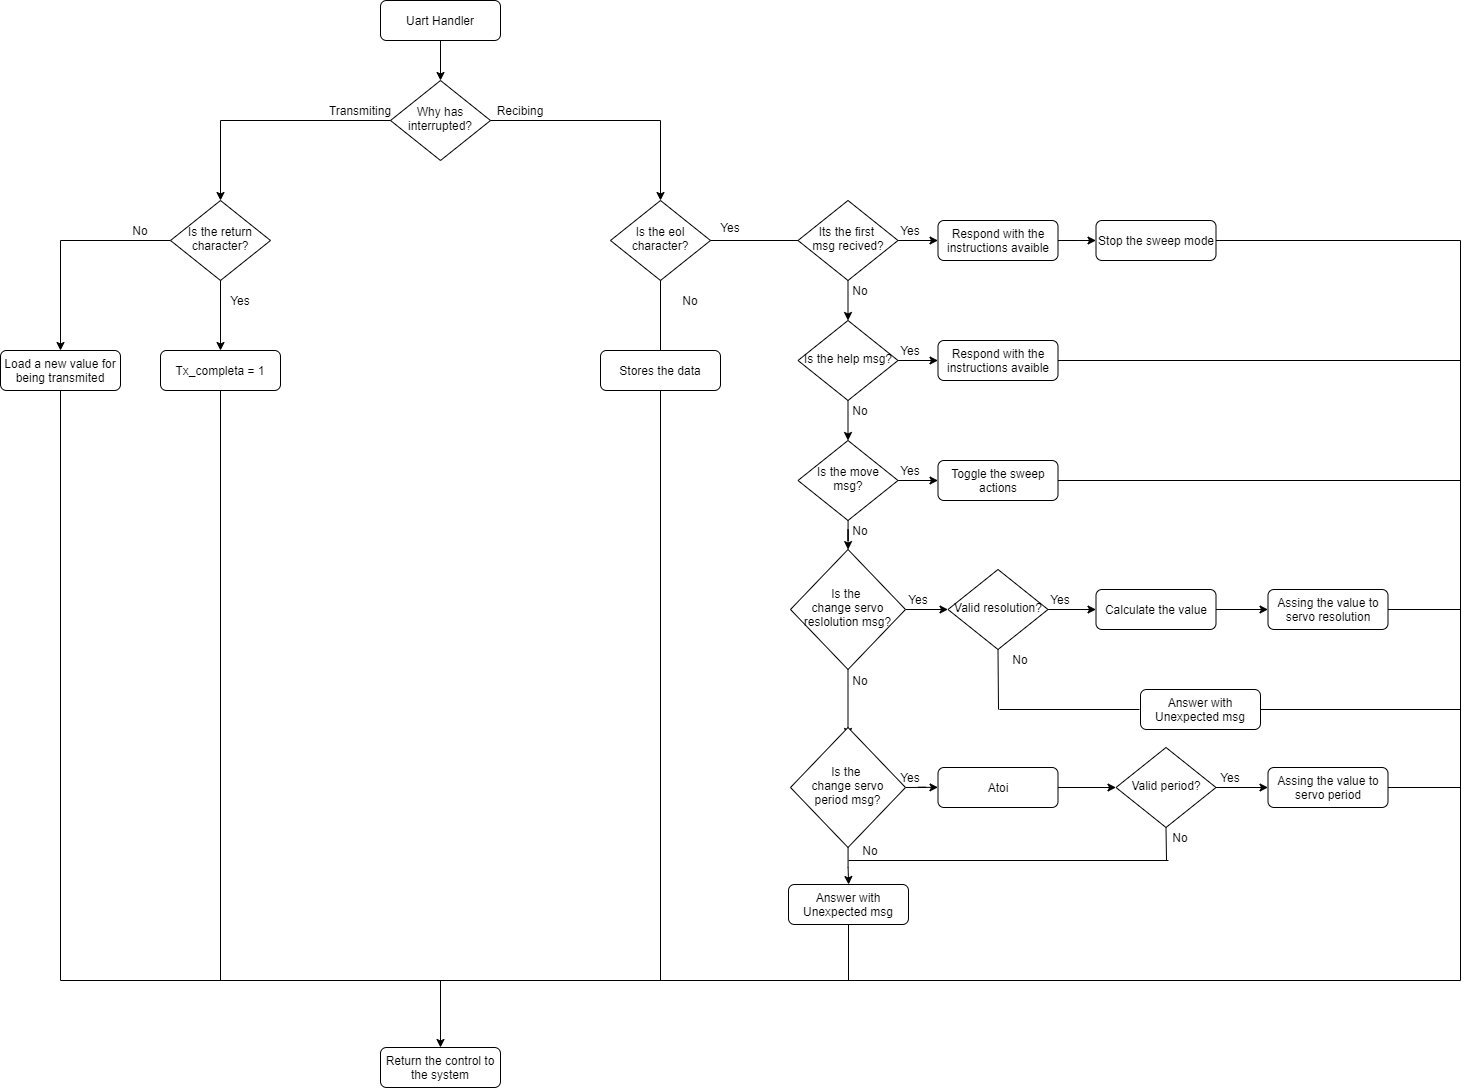 Uart Handler
Why has
interrupted?
Transmiting
Recibing
Is the return
character?
No
Yes
Load a new value for
being transmited
Tx_completa = 1
Is the eol
character?
Yes
No
Stores the data
Its the first
msg recived?
Yes
Respond with the
instructions avaible
Stop the sweep mode
No
Is the help msg?
Yes
Respond with the
instructions avaible
No
Is the move
msg?
Yes
Toggle the sweep
actions
No
Is the
change servo
reslolution msg?
Yes
Valid resolution?
Yes
Calculate the value
Assing the value to
servo resolution
No
Answer with
Unexpected msg
No
Is the
change servo
period msg?
Yes
Atoi
Valid period?
Yes
Assing the value to
servo period
No
No
Answer with
Unexpected msg
Return the control to
the system